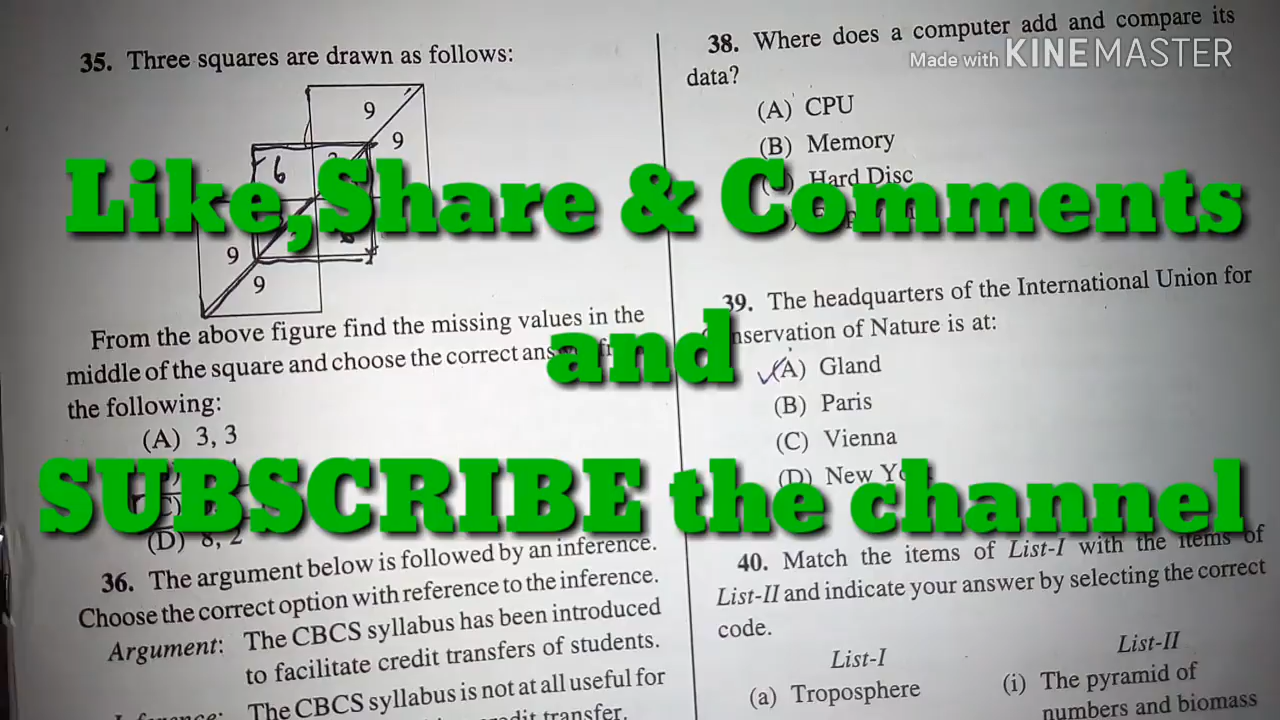 35. Three squares are drawn as follows:
9
9
6
9
9
From the above figure find the missing values in the
middle of the square and choose the correct
the following:
(A) 3, 3
(D) 8, 2
36. The argument below is followed by an inference.
Choose the correct option with reference to the inference.
Argument: The CBCS syllabus has been introduced
to facilitate credit transfers of students.
The CBCS syllabus is not at all useful for
credit transfer.
38. Where does a computer add and compare its
data?
(A) CPU
(B) Memory
Hard Disc
39. The headquarters of the International Union for
of Nature is at:
(A) Gland
(B) Paris
(C) Vienna
(D) New
40. Match the items of List-I with the items of
List-II and indicate your answer by selecting the correct
code.
List-I List-II
(a) Troposphere (i) The pyramid of
numbers and biomass
Made with KINEMASTER
Like,Share & Comments
and
SUBSCRIBE the channel